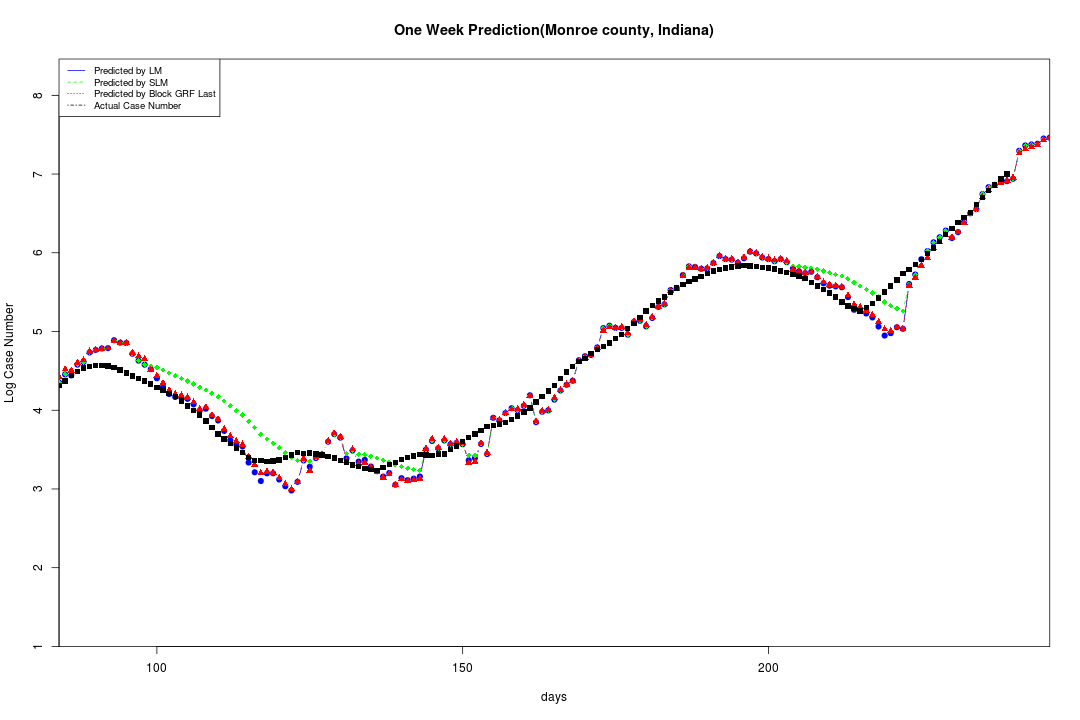 One Week Prediction(Monroe county, Indiana)
Predicted by LM
Predicted by SLM
Predicted by Block GRF Last
Actual Case Number
8
7
6
5
4
3
2
1
Log Case Number
100
150
200
days